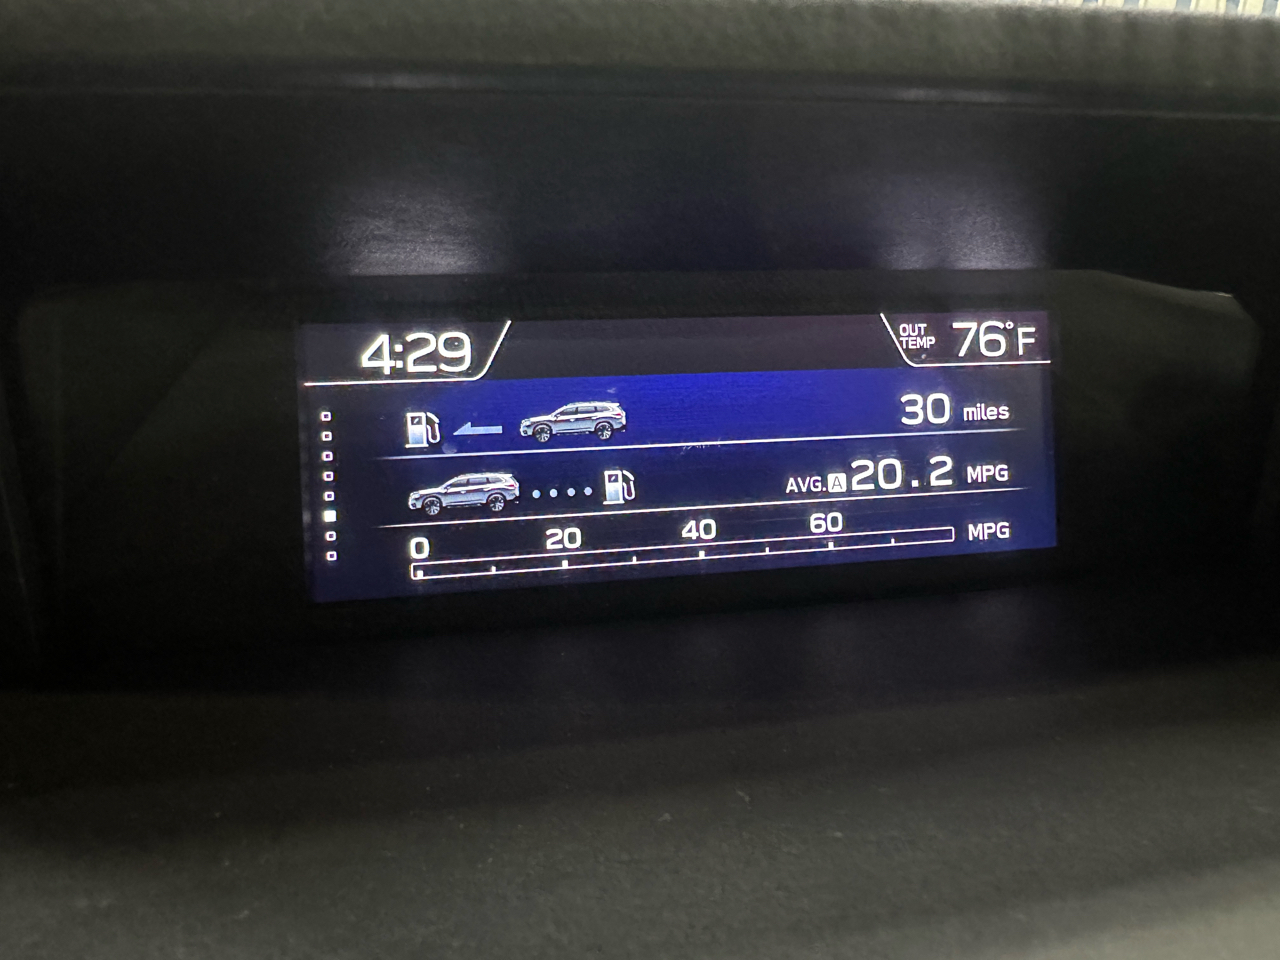 4:29
OUT TEMP 76°F
30 miles
AVG. A 20.2 MPG
0 20 40 60 MPG